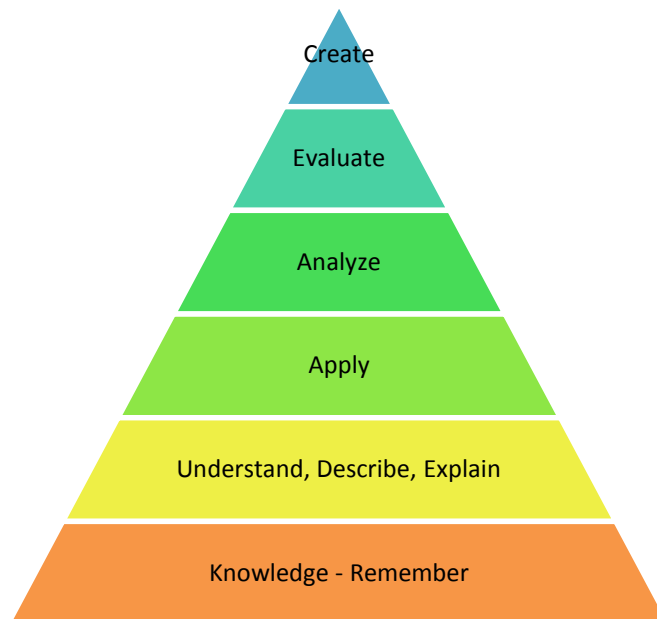 Create
Evaluate
Analyze
Apply
Understand, Describe, Explain
Knowledge - Remember